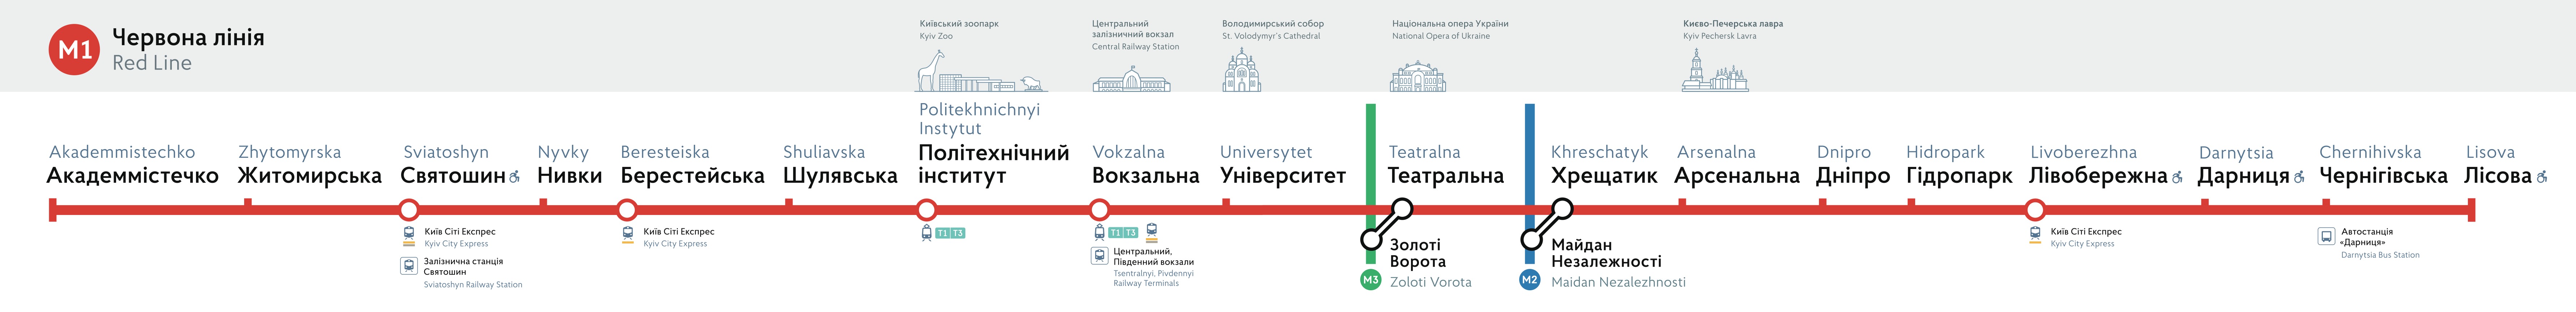 M1
Червона лінія
Red Line
Київський зоопарк
Kyiv Zoo
Центральний
залізничний вокзал
Central Railway Station
Володимирський собор
St. Volodymyr's Cathedral
Національна опера України
National Opera of Ukraine
Києво-Печерська лавра
Kyiv Pechersk Lavra
Akademmistechko
Академмістечко
Zhytomyrska
Житомирська
Sviatoshyn
Святошин
Nyvky
Нивки
Beresteiska
Берестейська
Shuliavska
Шулявська
Politekhnichnyi
Instytut
Політехнічний
інститут
Vokzalna
Вокзальна
Universytet
Університет
Teatralna
Театральна
Khreschatyk
Хрещатик
Arsenalna
Арсенальна
Dnipro
Дніпро
Hidropark
Гідропарк
Livoberezhna
Лівобережна
Darnytsia
Дарниця
Chernihivska
Чернігівська
Lisova
Лісова
Київ Сіті Експрес
Kyiv City Express
Залізнична станція
Святошин
Sviatoshyn Railway Station
Київ Сіті Експрес
Kyiv City Express
T1 T3
T1 T3
Центральний,
Південний вокзали
Tsentralnyi, Pivdennyi
Railway Terminals
Золоті
Ворота
M3
Zoloti Vorota
Майдан
Незалежності
M2
Maidan Nezalezhnosti
Київ Сіті Експрес
Kyiv City Express
Автостанція
«Дарниця»
Darnytsia Bus Station